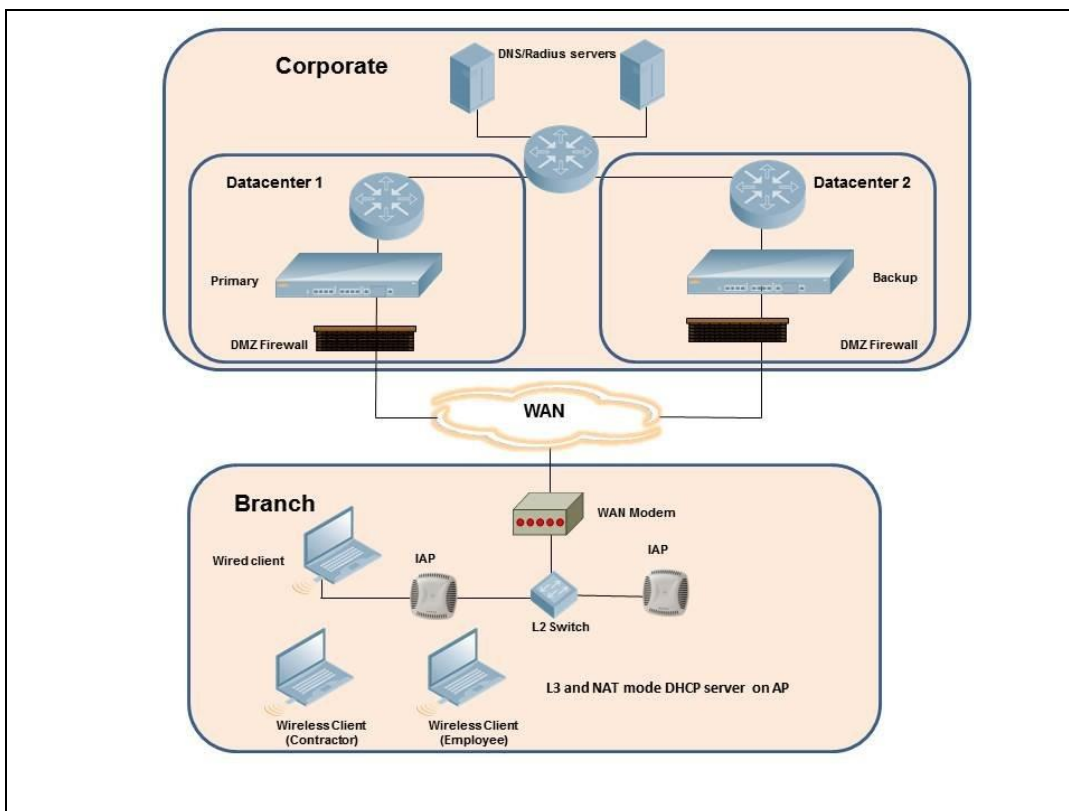 DNS/Radius servers
Corporate
Datacenter 1
Datacenter 2
Primary
Backup
DMZ Firewall
DMZ Firewall
WAN
Branch
WAN Modem
Wired client
IAP
IAP
L2 Switch
L3 and NAT mode DHCP server on AP
Wireless Client
(Contractor)
Wireless Client
(Employee)